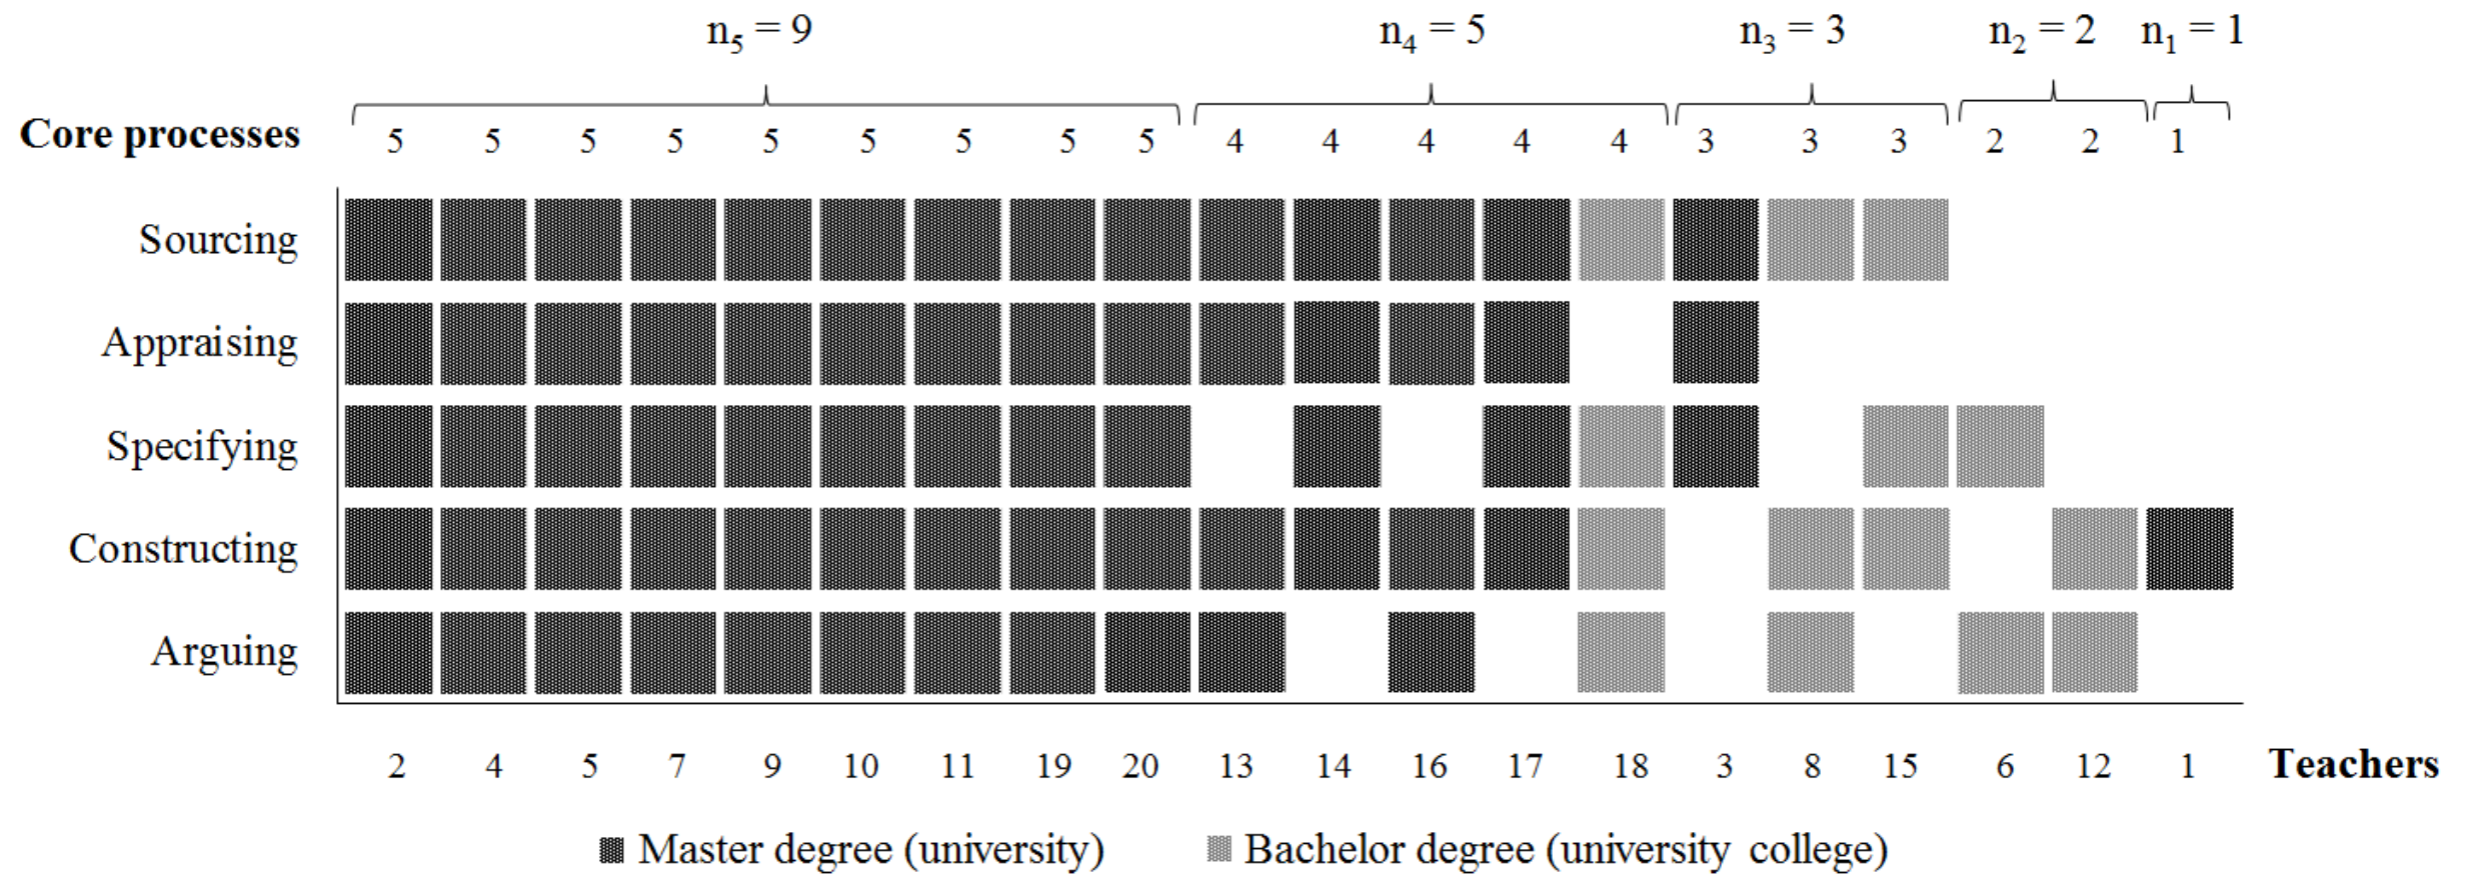 n5 = 9 n4 = 5 n3 = 3 n2 = 2 n1 = 1
Core processes 5 5 5 5 5 5 5 5 5 4 4 4 4 4 3 3 3 2 2 1
Sourcing
Appraising
Specifying
Constructing
Arguing
2 4 5 7 9 10 11 19 20 13 14 16 17 18 3 8 15 6 12 1 Teachers
Master degree (university) Bachelor degree (university college)